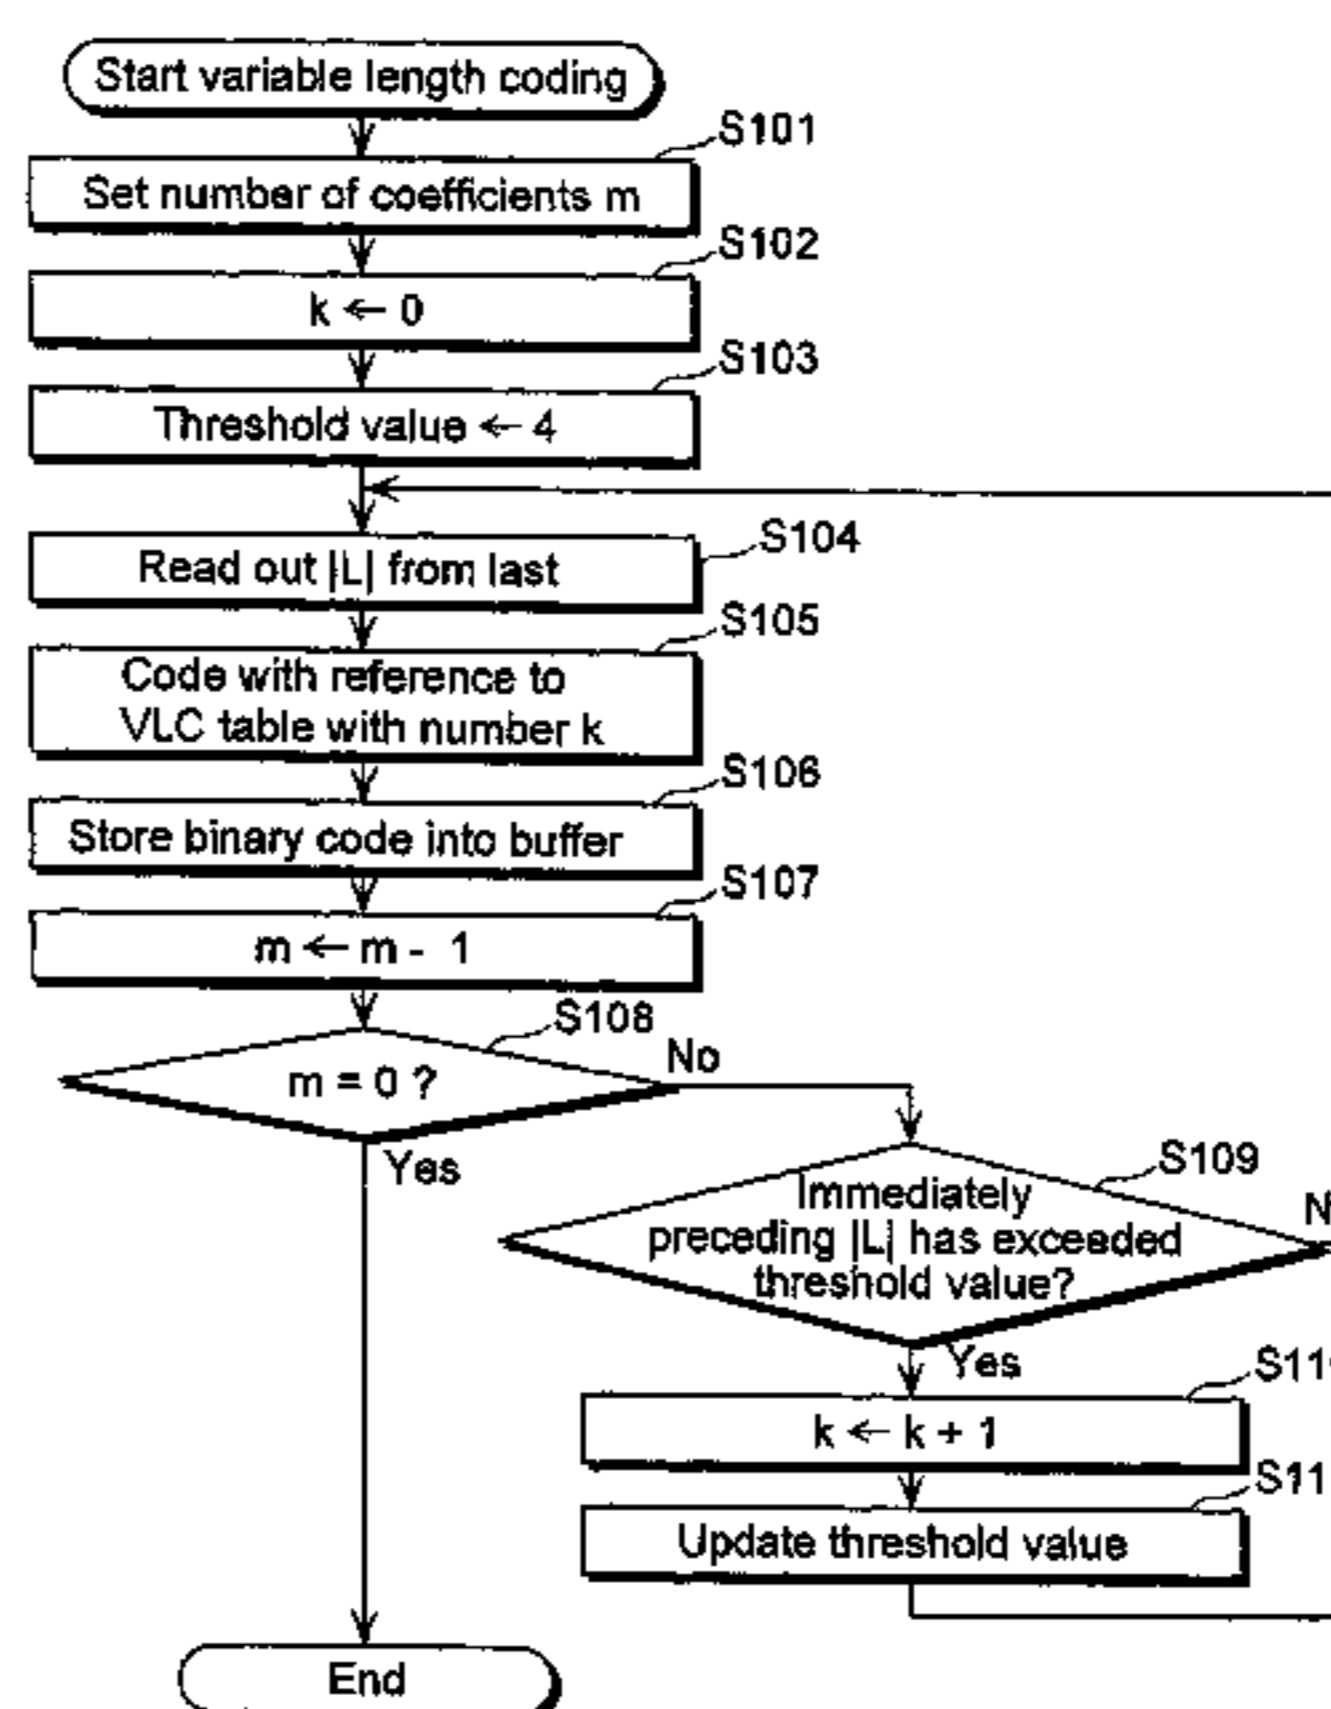 Start variable length coding
S101
Set number of coefficients m
S102
k ← 0
S103
Threshold value ← 4
S104
Read out |L| from last
S105
Code with reference to
VLC table with number k
S106
Store binary code into buffer
S107
m ← m - 1
S108
m = 0 ?
No
Yes
S109
Immediately
preceding |L| has exceeded
threshold value?
Yes
k ← k + 1
Update threshold value
End